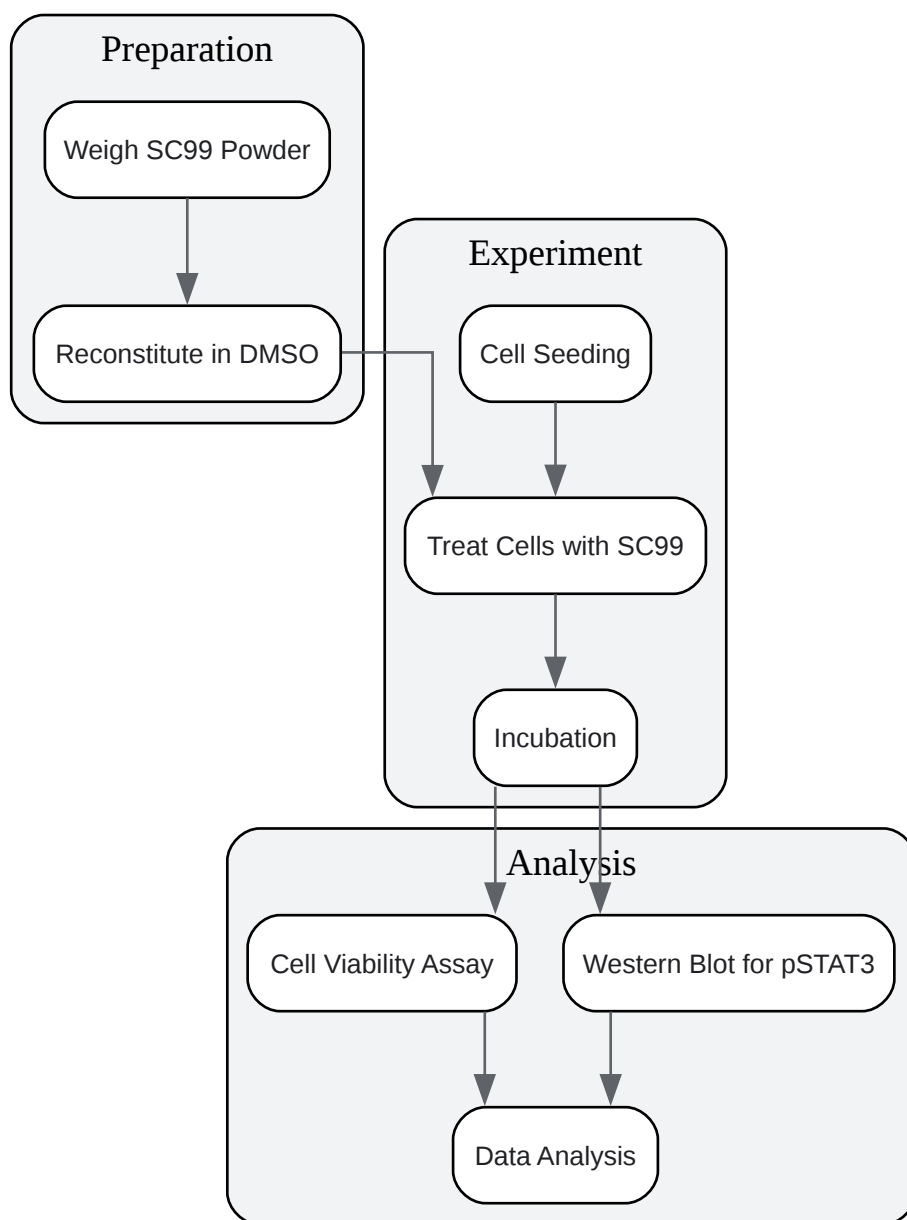 Preparation
Weigh SC99 Powder
Reconstitute in DMSO
Experiment
Cell Seeding
Treat Cells with SC99
Incubation
Analysis
Cell Viability Assay
Western Blot for pSTAT3
Data Analysis